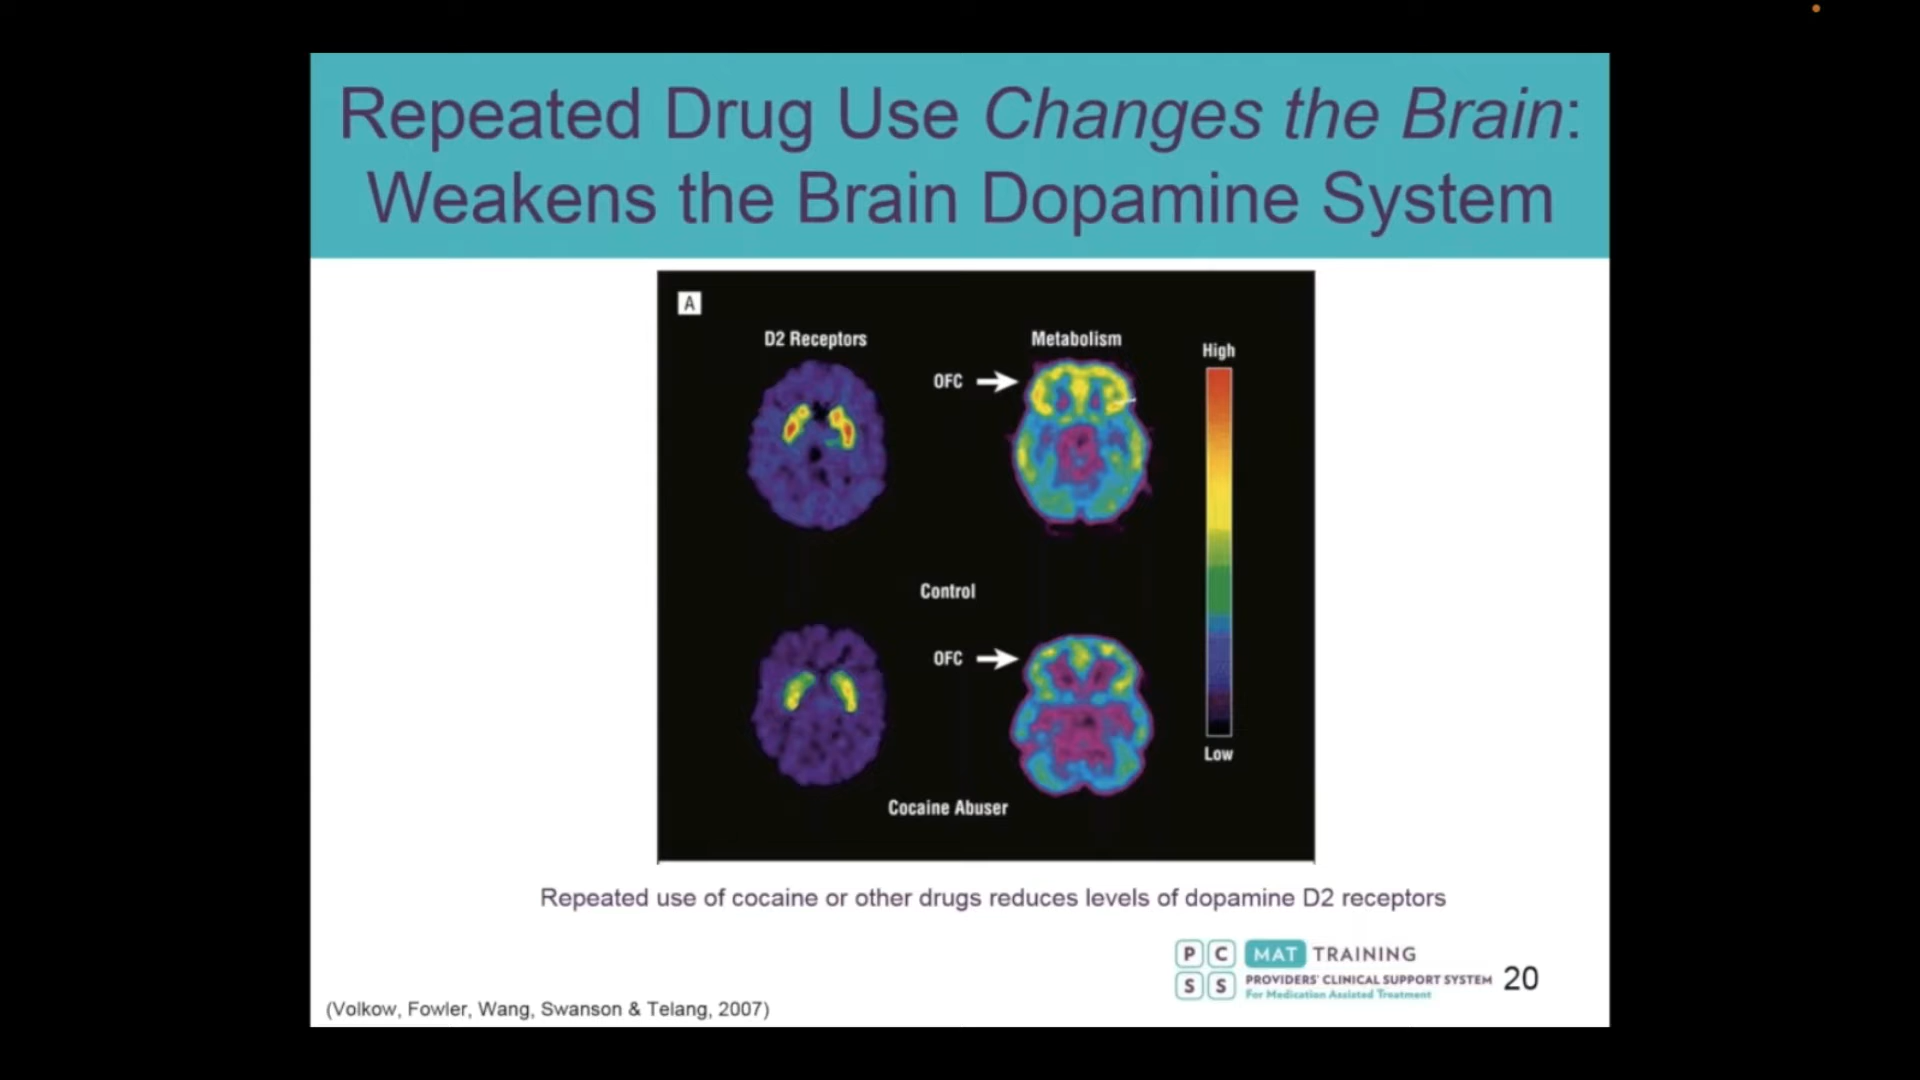 Repeated Drug Use Changes the Brain:
Weakens the Brain Dopamine System
A
D2 Receptors
Metabolism
High
OFC
Control
OFC
Low
Cocaine Abuser
Repeated use of cocaine or other drugs reduces levels of dopamine D2 receptors
P C MAT TRAINING
S S PROVIDERS' CLINICAL SUPPORT SYSTEM
For Medication Assisted Treatment
20
(Volkow, Fowler, Wang, Swanson & Telang, 2007)